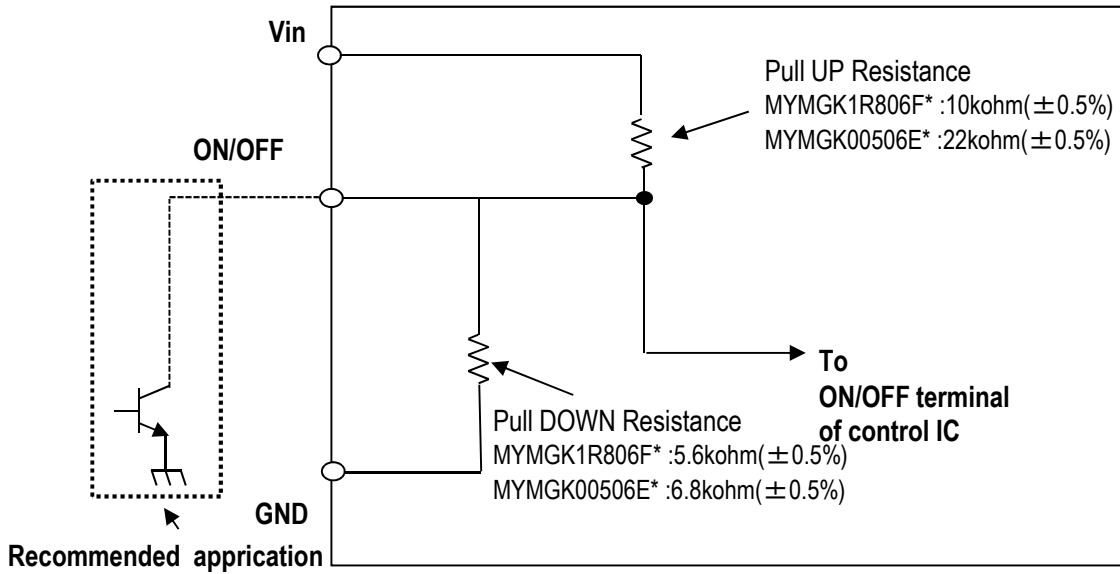 Vin
Pull UP Resistance
MYMGK1R806F* :10kohm(±0.5%)
MYMGK00506E* :22kohm(±0.5%)
ON/OFF
To
ON/OFF terminal
of control IC
Pull DOWN Resistance
MYMGK1R806F* :5.6kohm(±0.5%)
MYMGK00506E* :6.8kohm(±0.5%)
GND
Recommended apprication